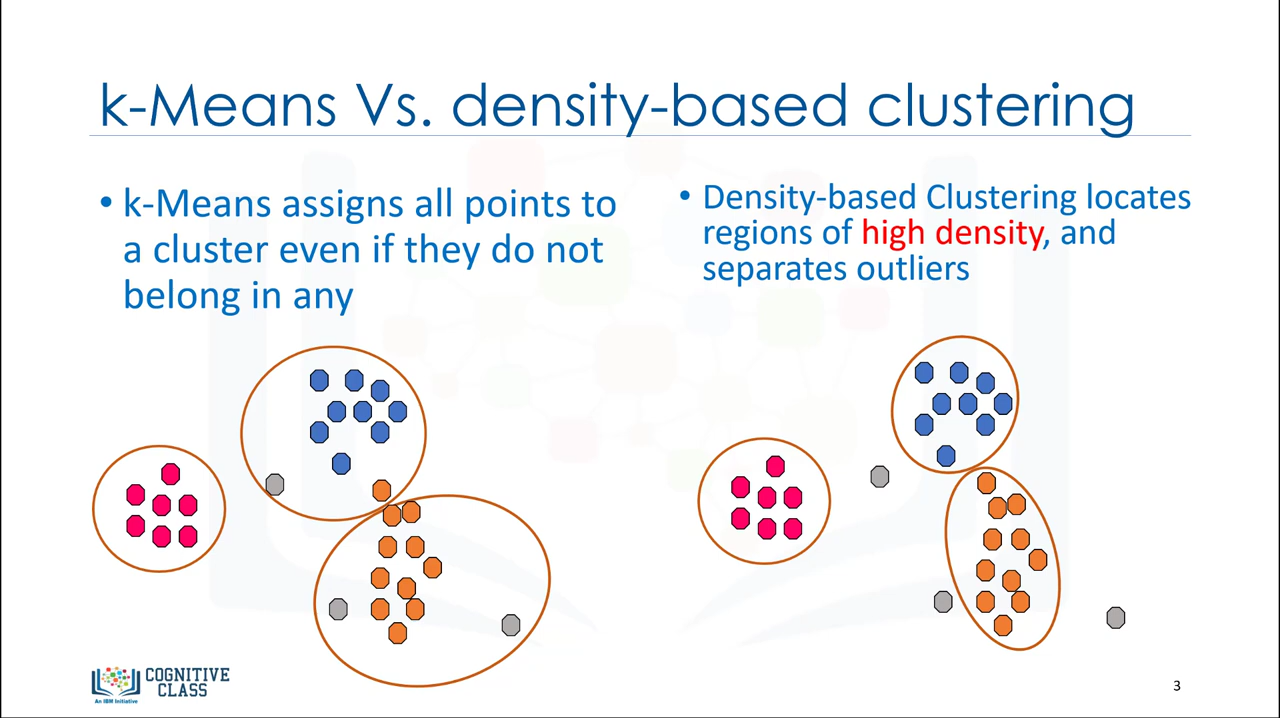 k-Means Vs. density-based clustering
• k-Means assigns all points to
a cluster even if they do not
belong in any
• Density-based Clustering locates
regions of high density, and
separates outliers
COGNITIVE
CLASS
An IBM Initiative
3